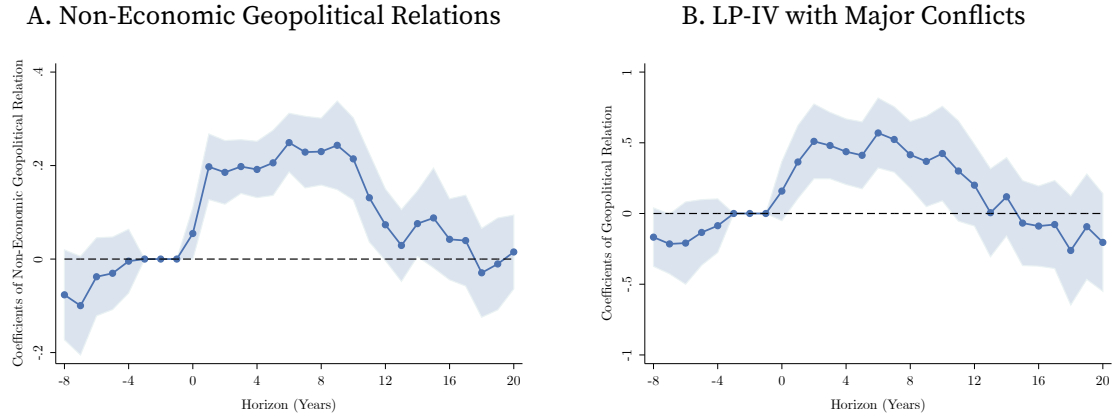 A. Non-Economic Geopolitical Relations
Coefficients of Non-Economic Geopolitical Relation
.4
.2
0
-.2
-8 -4 0 4 8 12 16 20
Horizon (Years)
B. LP-IV with Major Conflicts
Coefficients of Geopolitical Relation
1
.5
0
-.5
-1
-8 -4 0 4 8 12 16 20
Horizon (Years)